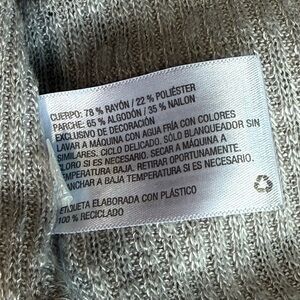 CUERPO: 78 % RAYÓN / 22 % POLIÉSTER
PARCHE: 65 % ALGODÓN / 35 % NAILON
EXCLUSIVO DE DECORACIÓN
LAVAR A MÁQUINA CON AGUA FRÍA CON COLORES
SIMILARES. CICLO DELICADO. SÓLO BLANQUEADOR SIN
CLORO SI ES NECESARIO. SECAR A MÁQUINA A
TEMPERATURA BAJA. RETIRAR OPORTUNAMENTE.
PLANCHAR A BAJA TEMPERATURA SI ES NECESARIO.
ETIQUETA ELABORADA CON PLÁSTICO
100 % RECICLADO